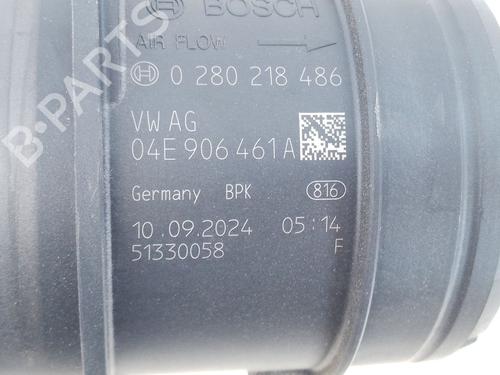 BOSCH
AIR FLOW
0 280 218 486
VW AG
04E 906 461 A
Germany BPK 816
10.09.2024 05:14
51330058 F
B-PARTS